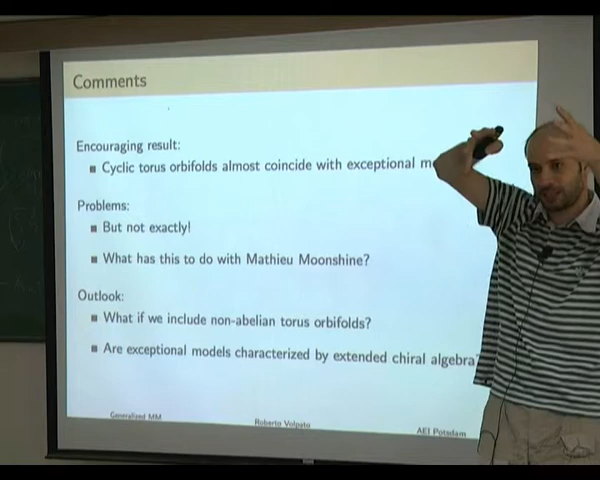 Comments
Encouraging result:
Cyclic torus orbifolds almost coincide with exceptional
Problems:
But not exactly!
What has this to do with Mathieu Moonshine?
Outlook:
What if we include non-abelian torus orbifolds?
Are exceptional models characterized by extended chiral algebra
Generalized MM
Roberto Volpato
AEI Potsdam